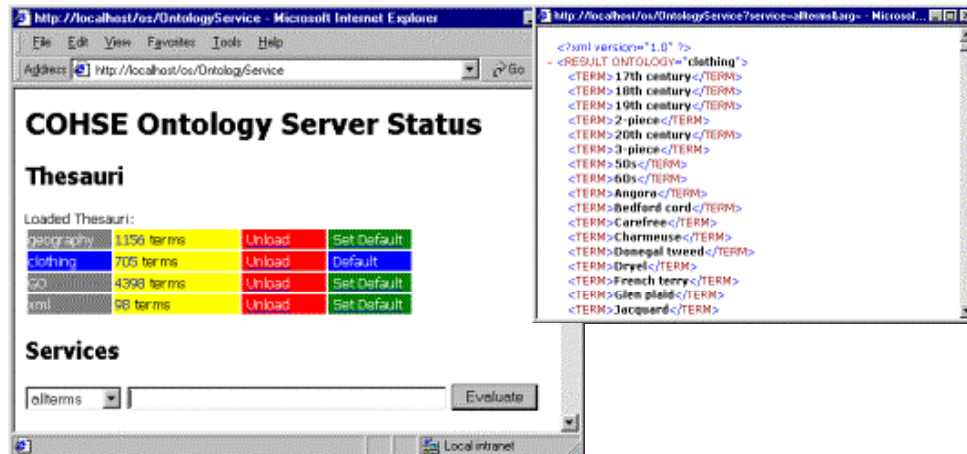 http://localhost/os/OntologyService - Microsoft Internet Explorer
File Edit View Favorites Tools Help
Address http://localhost/os/OntologyService Go
COHSE Ontology Server Status
Thesauri
Loaded Thesauri:
geography 1156 terms Unload Set Default
clothing 705 terms Unload Default
GO 4398 terms Unload Set Default
xml 98 terms Unload Set Default
Services
allterms Evaluate
Local intranet
http://localhost/os/OntologyService?service=allterms&arg= - Microsof...
<?xml version="1.0" ?>
- <RESULT ONTOLOGY="clothing">
<TERM>17th century</TERM>
<TERM>18th century</TERM>
<TERM>19th century</TERM>
<TERM>2-piece</TERM>
<TERM>20th century</TERM>
<TERM>3-piece</TERM>
<TERM>50s</TERM>
<TERM>60s</TERM>
<TERM>Angora</TERM>
<TERM>Bedford cord</TERM>
<TERM>Carefree</TERM>
<TERM>Charmeuse</TERM>
<TERM>Donegal tweed</TERM>
<TERM>Dryel</TERM>
<TERM>French terry</TERM>
<TERM>Glen plaid</TERM>
<TERM>Jacquard</TERM>